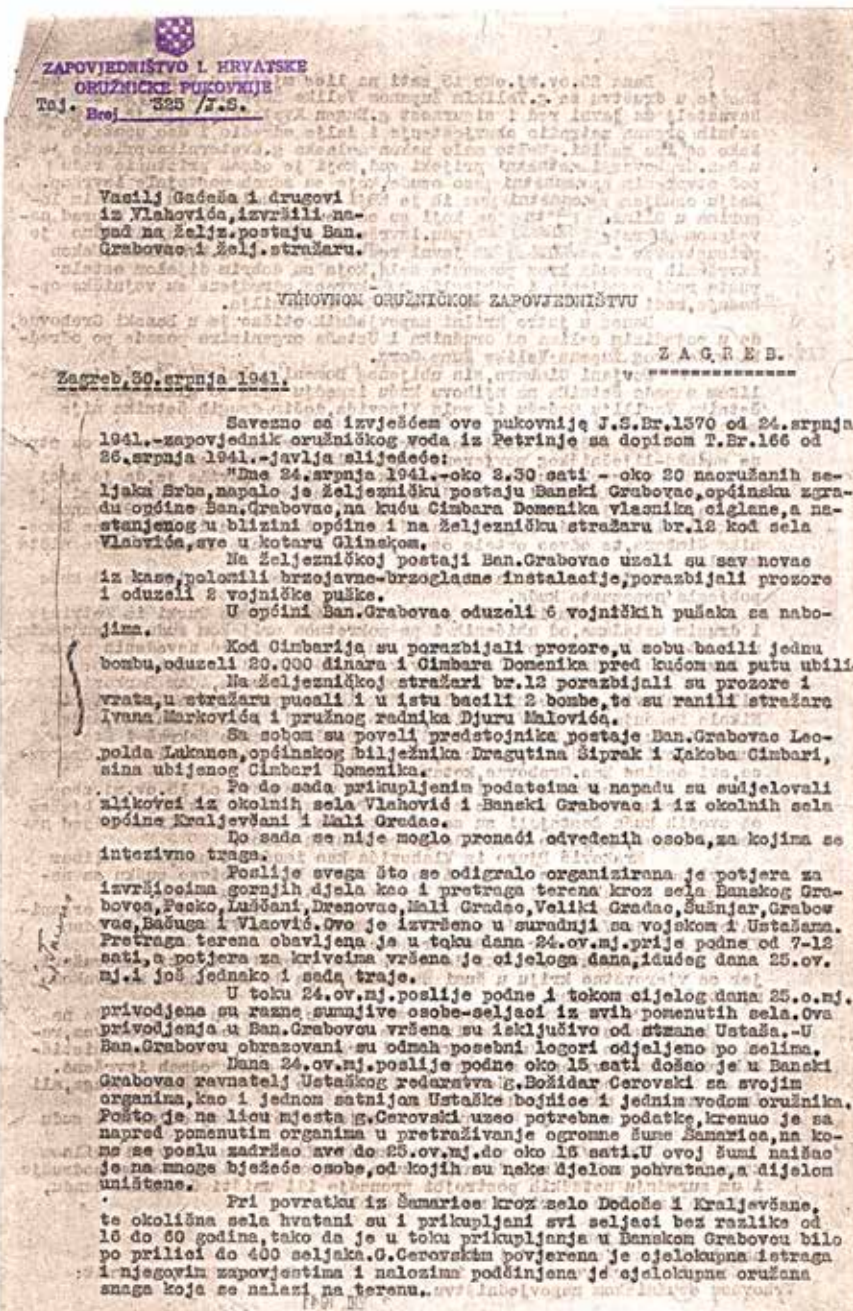 ZAPOVJEDNIŠTVO I. HRVATSKE
ORUŽNIČKE PUKOVNIJE
Taj. Broj 325 /J.S.
Vasilj Gaćeša i drugovi
iz Vlahovića,izvršili na-
pad na željz.postaju Ban.
Grabovac i želj.stražaru.
VRHOVNOM ORUŽNIČKOM ZAPOVJEDNIŠTVU
Z A G R E B.
Zagreb,30.srpnja 1941.
Savezno sa izvješćem ove pukovnije J.S.Br.1370 od 24.srpnja
1941.-zapovjednik oružničkog voda iz Petrinje sa dopisom T.Br.166 od
26.srpnja 1941.-javlja slijedeće:
"Dne 24.srpnja 1941.-oko 2.30 sati - oko 20 naoružanih se-
ljaka Srba,napalo je željezničku postaju Banski Grabovac,općinsku zgra-
du općine Ban.Grabovac,na kuću Cimbara Domenika vlasnika ciglane,a na-
stanjenog u blizini općine i na željezničku stražaru br.12 kod sela
Vlahvića,sve u kotaru Glinskom.
Na željezničkoj postaji Ban.Grabovac uzeli su sav novac
iz kase,polomili brzojavne-brzoglasne instalacije,porazbijali prozore
i oduzeli 2 vojničke puške.
U općini Ban.Grabovac oduzeli 6 vojničkih pušaka sa nabo-
jima.
Kod Cimbarija su porazbijali prozore,u sobu bacili jednu
bombu,oduzeli 20.000 dinara i Cimbara Domenika pred kućom na putu ubili
Na željezničkoj stražari br.12 porazbijali su prozore i
vrata,u stražaru pucali i u istu bacili 2 bombe,te su ranili stražara
Ivana Markovića i pružnog radnika Djuru Malovića.
Sa sobom su poveli predstojnika postaje Ban.Grabovac Leo-
polda Lukanca,općinskog bilježnika Dragutina Šiprak i Jakoba Cimbari,
sina ubijenog Cimbari Domenika.
Po do sada prikupljenim podatcima u napadu su sudjelovali
zlikovci iz okolnih sela Vlahović i Banski Grabovac i iz okolnih sela
općine Kraljevčani i Mali Gradac.
Do sada se nije moglo pronaći odvedenih osoba,za kojima se
intezivno traga.
Poslije svega što se odigralo organizirana je potjera za
izvršiocima gornjih djela kao i pretraga terena kroz sela Banskog Gra-
bovca,Pecko,Luščani,Drenovac,Mali Gradac,Veliki Gradac,Šušnjar,Grabov
vac,Bačuga i Vlaović.Ovo je izvršeno u suradnji sa vojskom i Ustašama.
Pretraga terena obavljena je u toku dana 24.ov.mj.prije podne od 7-12
sati,a potjera za krivcima vršena je cijeloga dana,idućeg dana 25.ov.
mj.i još jednako i sada traje.
U toku 24.ov.mj.poslije podne i tokom cijelog dana 25.o.mj.
privodjena su razne sumnjive osobe-seljaci iz svih pomenutih sela.Ova
privodjenja u Ban.Grabovcu vršena su isključivo od strane Ustaša.-U
Ban.Grabovcu obrazovani su odmah posebni logori odjeljeno po selima.
Dana 24.ov.mj.poslije podne oko 15 sati došao je u Banski
Grabovac ravnatelj Ustaškog redarstva g.Božidar Cerovski sa svojim
organima,kao i jednom satnijom Ustaške bojnice i jednim vodom oružnika.
Pošto je na licu mjesta g.Cerovski uzeo potrebne podatke,krenuo je sa
napred pomenutim organima u pretraživanje ogromne šume Šamarica,na ko-
me se poslu zadržao sve do 25.ov.mj.do oko 16 sati.U ovoj šumi naišao
je na mnoge bježeće osobe,od kojih su neke djelom pohvatane,a dijelom
uništene.
Pri povratku iz Šamarice kroz selo Dodoše i Kraljevčane,
te okolišna sela hvatani su i prikupljani svi seljaci bez razlike od
16 do 60 godina,tako da je u toku prikupljanja u Banskom Grabovcu bilo
po prilici do 400 seljaka.G.Cerovskim povjerena je cjelokupna istraga
i njegovim zapovjestima i nalozima podčinjena je cjelokupna oružana
snaga koja se nalazi na terenu.